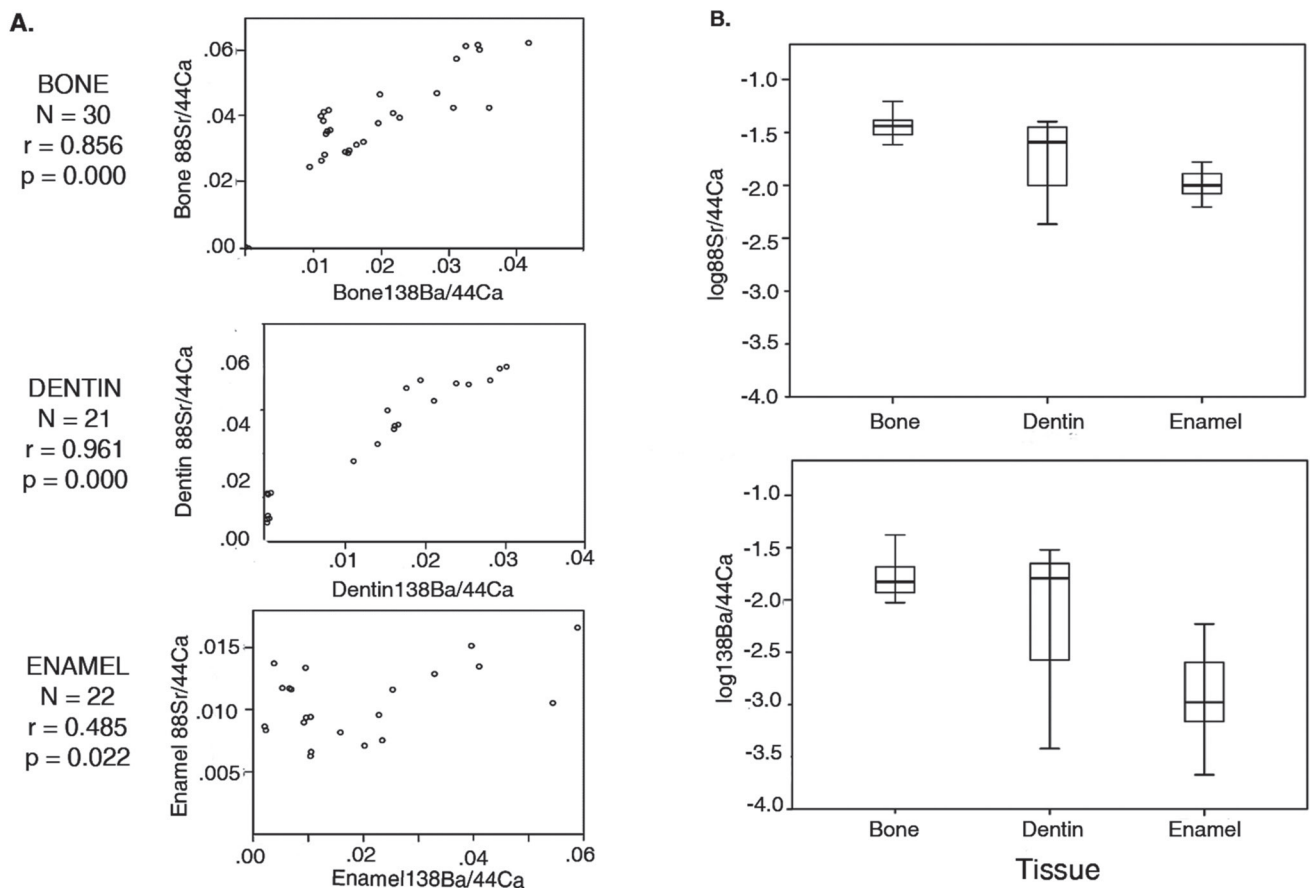 A.
BONE
N = 30
r = 0.856
p = 0.000
Bone 88Sr/44Ca
.06
.04
.02
.00
.01 .02 .03 .04
Bone138Ba/44Ca
DENTIN
N = 21
r = 0.961
p = 0.000
Dentin 88Sr/44Ca
.06
.04
.02
.00
.01 .02 .03 .04
Dentin138Ba/44Ca
ENAMEL
N = 22
r = 0.485
p = 0.022
Enamel 88Sr/44Ca
.015
.010
.005
.00 .02 .04 .06
Enamel138Ba/44Ca
B.
log88Sr/44Ca
-1.0
-1.5
-2.0
-2.5
-3.0
-3.5
-4.0
Bone Dentin Enamel
log138Ba/44Ca
-1.0
-1.5
-2.0
-2.5
-3.0
-3.5
-4.0
Bone Dentin Enamel
Tissue